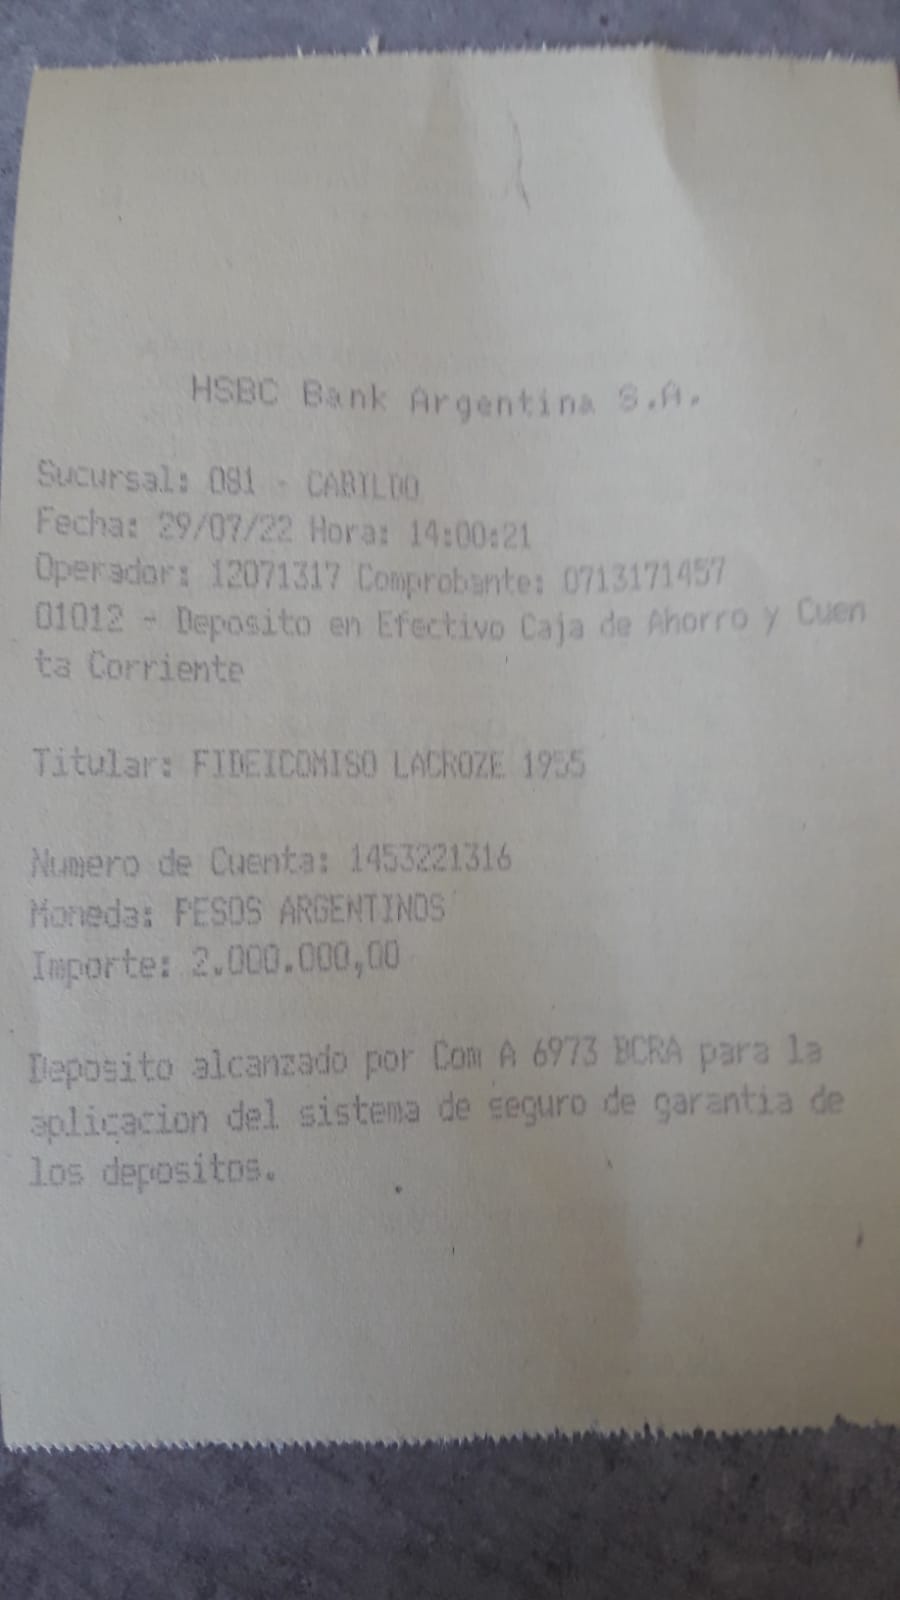 HSBC Bank Argentina S.A.
Sucursal: 081 - CABILDO
Fecha: 29/07/22 Hora: 14:00:21
Operador: 12071317 Comprobante: 0713171457
01012 - Deposito en Efectivo Caja de Ahorro y Cuen
ta Corriente
Titular: FIDEICOMISO LACROZE 1955
Numero de Cuenta: 1453221316
Moneda: PESOS ARGENTINOS
Importe: 2.000.000,00
Deposito alcanzado por Com A 6973 BCRA para la
aplicacion del sistema de seguro de garantia de
los depositos.